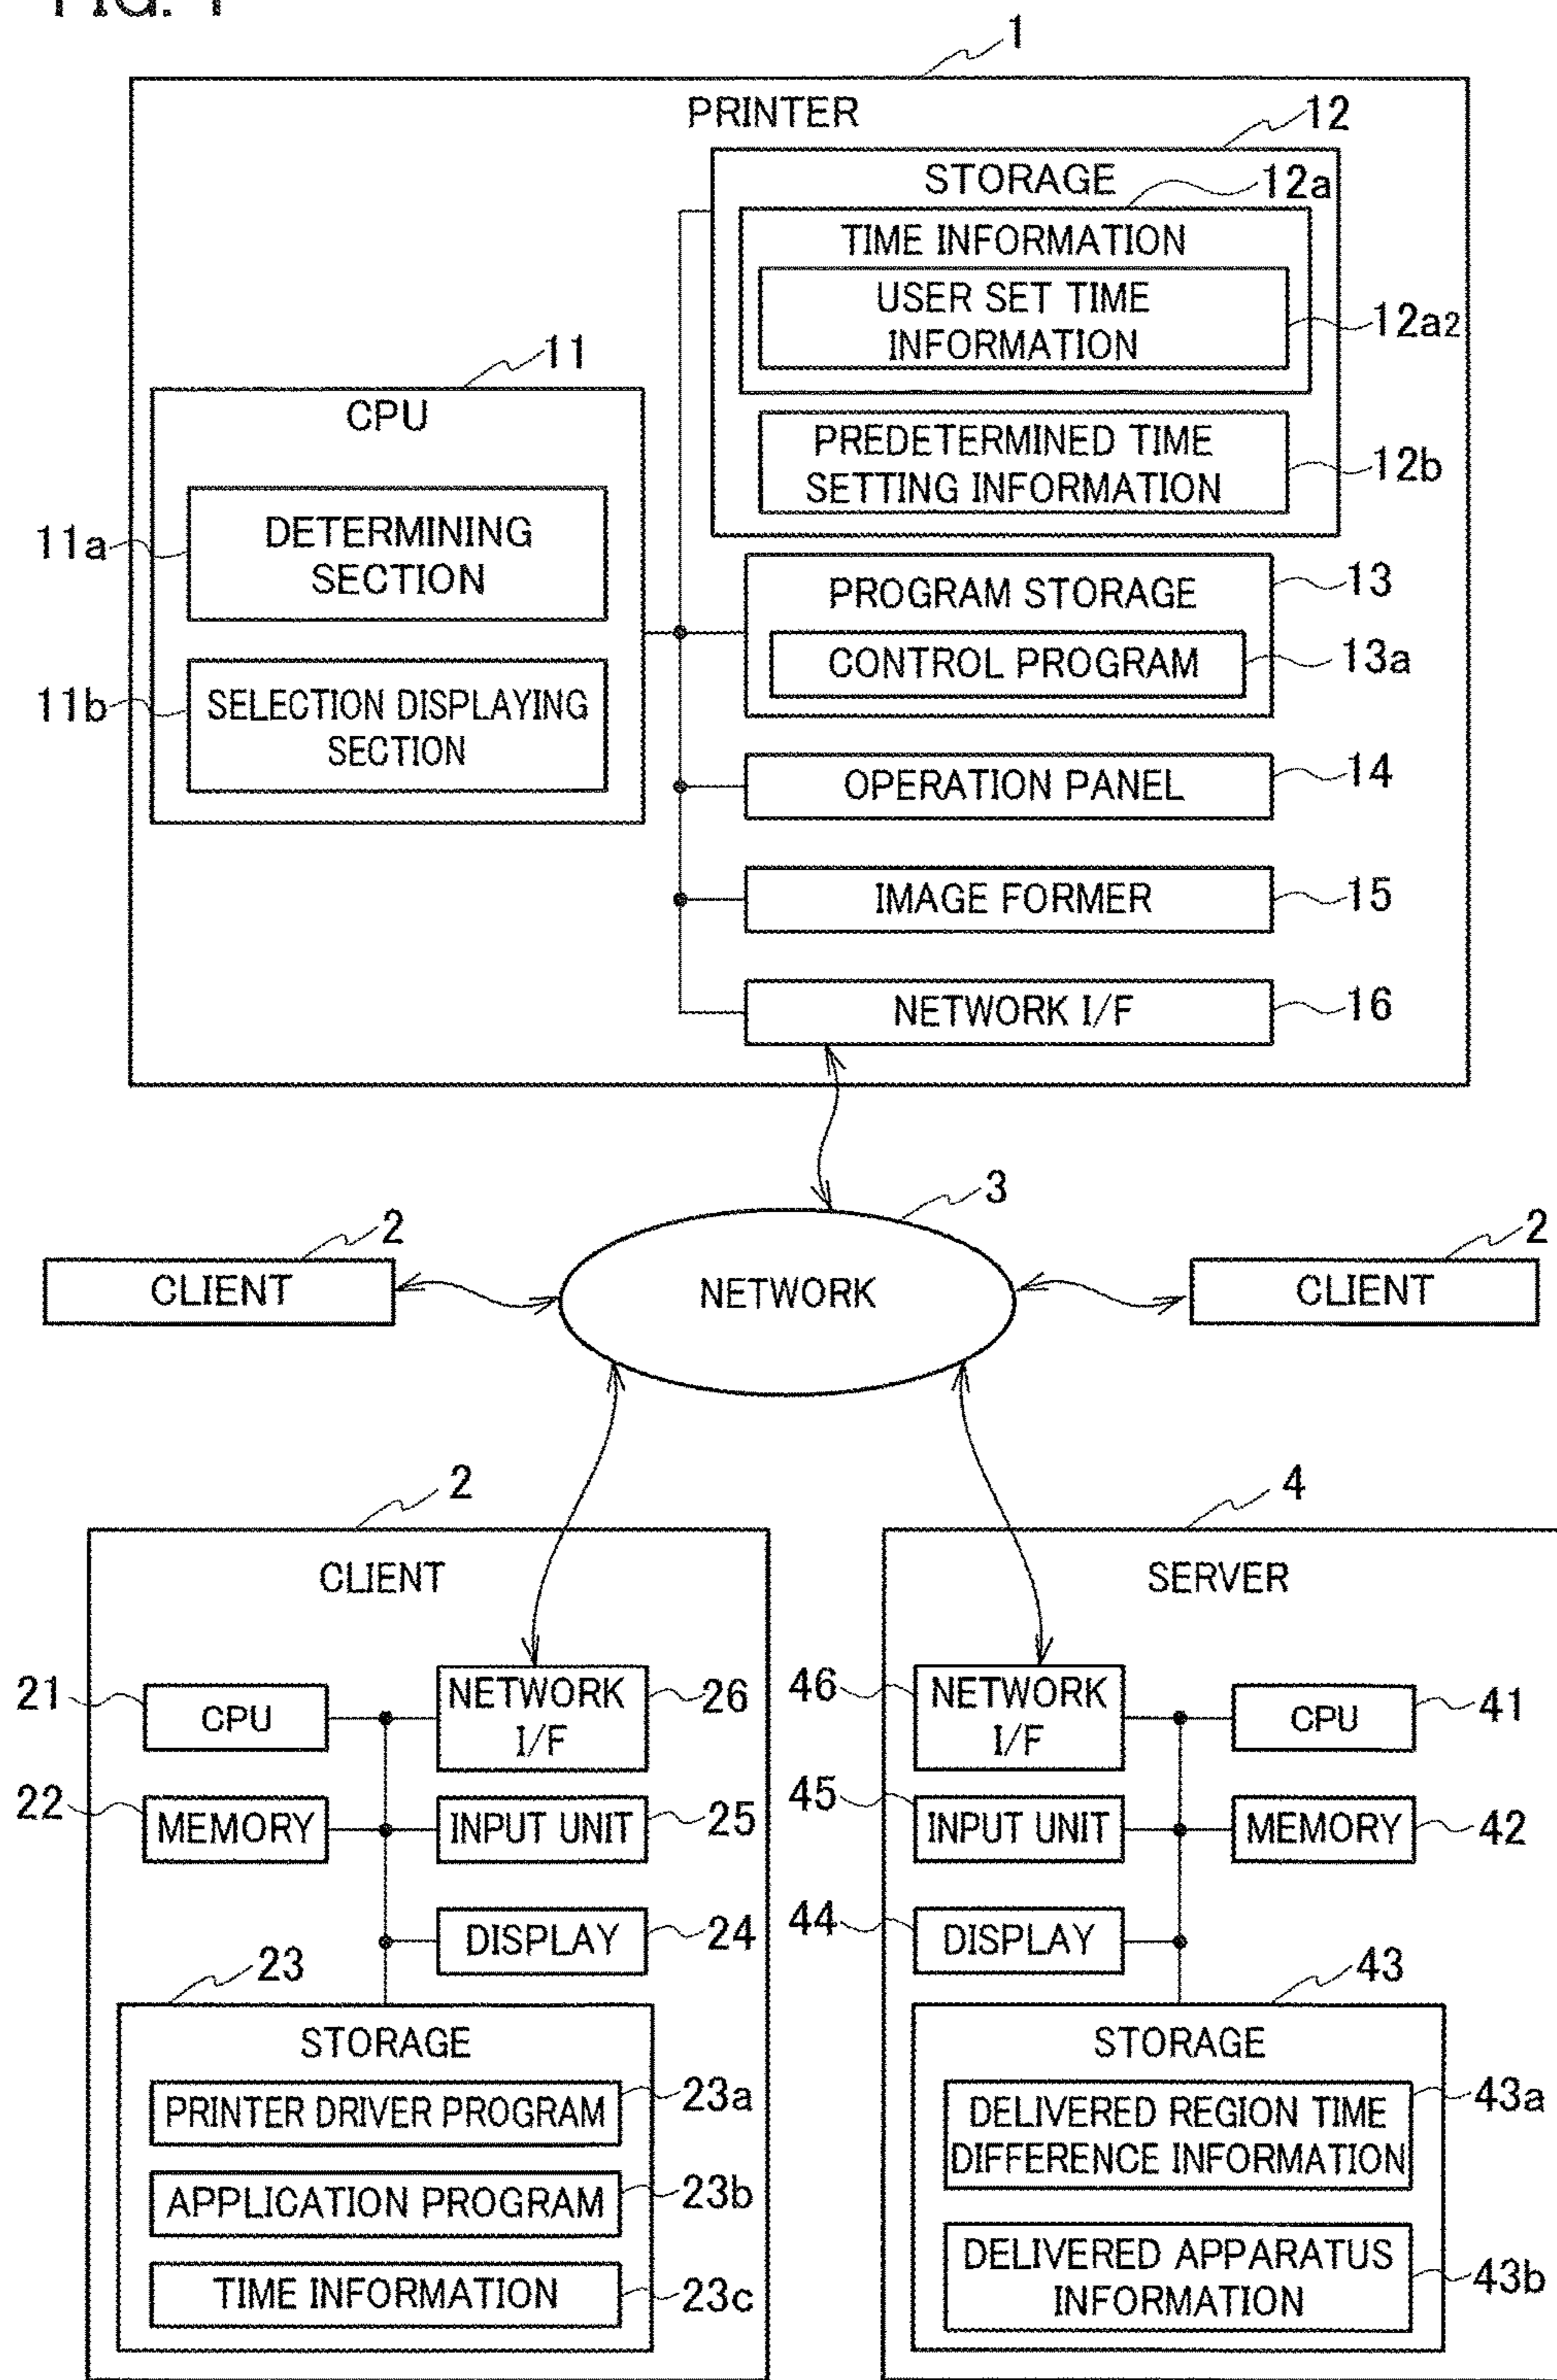 1
PRINTER
12
STORAGE
12a
TIME INFORMATION
USER SET TIME
INFORMATION
12a2
11
CPU
PREDETERMINED TIME
SETTING INFORMATION
12b
DETERMINING
SECTION
11a
PROGRAM STORAGE
13
CONTROL PROGRAM
13a
SELECTION DISPLAYING
SECTION
11b
OPERATION PANEL
14
IMAGE FORMER
15
NETWORK I/F
16
3
NETWORK
2
CLIENT
2
CLIENT
2
CLIENT
21
CPU
NETWORK
I/F
26
22
MEMORY
INPUT UNIT
25
DISPLAY
24
23
STORAGE
PRINTER DRIVER PROGRAM
23a
APPLICATION PROGRAM
23b
TIME INFORMATION
23c
4
SERVER
46
NETWORK
I/F
CPU
41
45
INPUT UNIT
MEMORY
42
44
DISPLAY
43
STORAGE
DELIVERED REGION TIME
DIFFERENCE INFORMATION
43a
DELIVERED APPARATUS
INFORMATION
43b